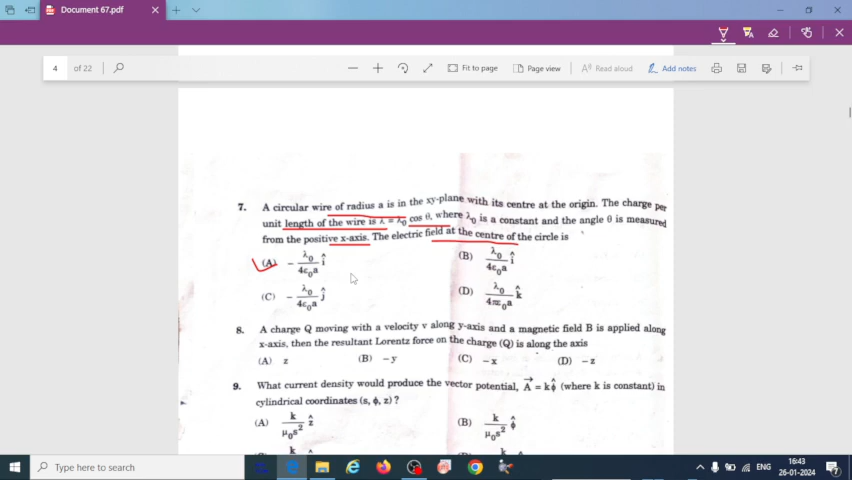 Document 67.pdf
4 of 22
Fit to page
Page view
Read aloud
Add notes
7. A circular wire of radius a is in the xy-plane with its centre at the origin. The charge per
unit length of the wire is λ = λ₀ cos θ, where λ₀ is a constant and the angle θ is measured
from the positive x-axis. The electric field at the centre of the circle is
(A) − λ₀/4ε₀a î (B) λ₀/4ε₀a î
(C) − λ₀/4ε₀a ĵ (D) λ₀/4πε₀a k̂
8. A charge Q moving with a velocity v along y-axis and a magnetic field B is applied along
x-axis, then the resultant Lorentz force on the charge (Q) is along the axis
(A) z (B) −y (C) −x (D) −z
9. What current density would produce the vector potential, A⃗ = kφ̂ (where k is constant) in
cylindrical coordinates (s, φ, z) ?
(A) k/μ₀s² ẑ (B) k/μ₀s² φ̂
k k
Type here to search
ENG
16:43
26-01-2024